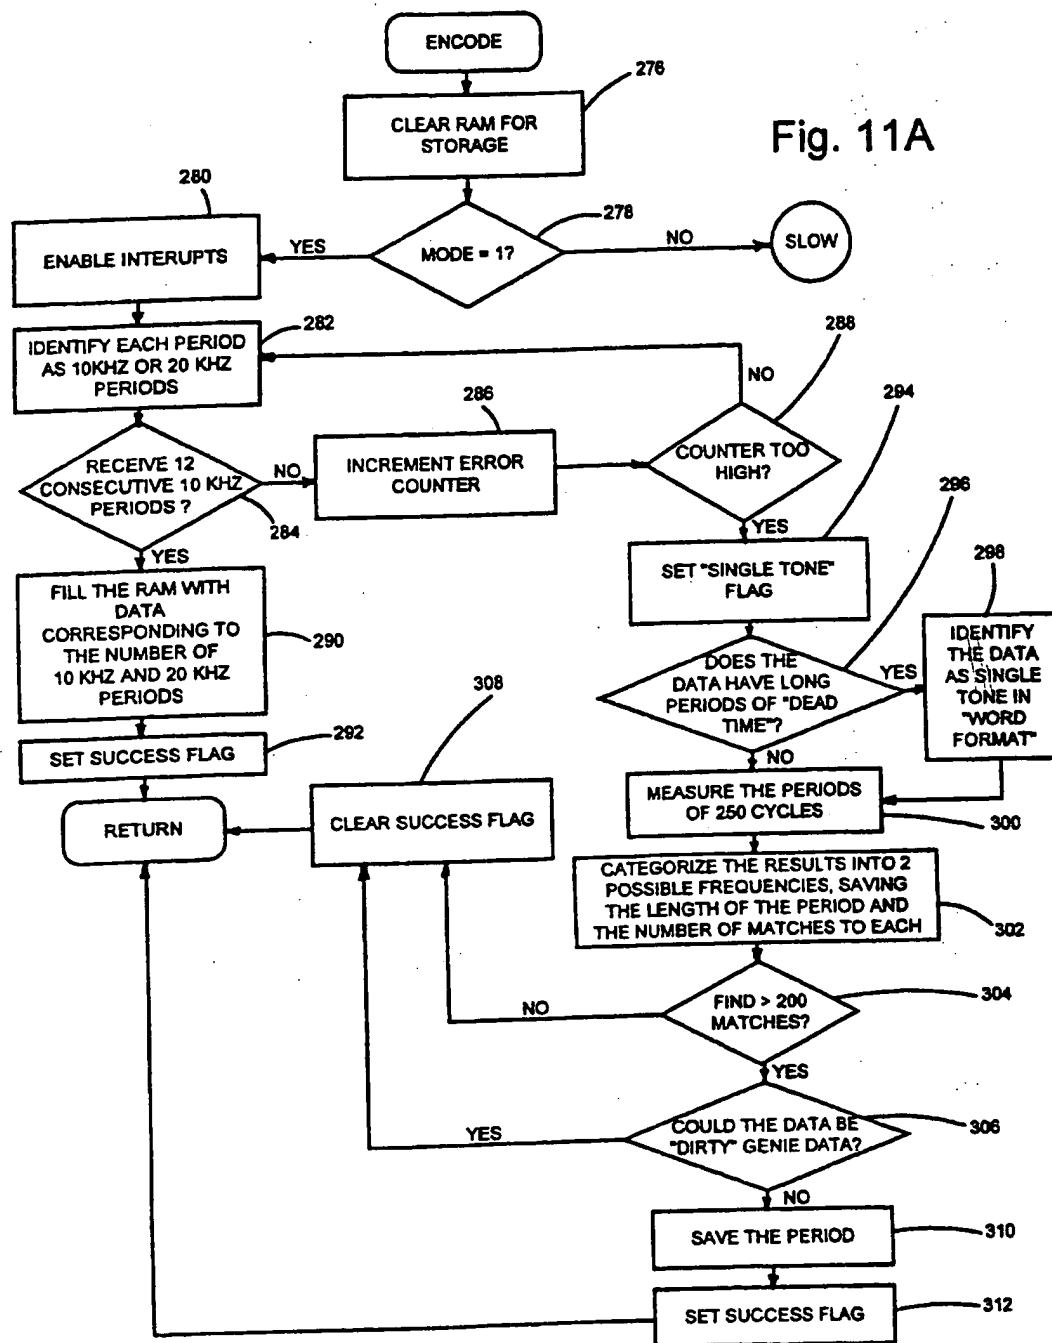 ENCODE
276
CLEAR RAM FOR
STORAGE
Fig. 11A
280
278
ENABLE INTERUPTS
YES
MODE = 1?
NO
SLOW
282
IDENTIFY EACH PERIOD
AS 10KHZ OR 20 KHZ
PERIODS
288
NO
286
294
RECEIVE 12
CONSECUTIVE 10 KHZ
PERIODS ?
NO
INCREMENT ERROR
COUNTER
COUNTER TOO
HIGH?
284
296
YES
YES
FILL THE RAM WITH
DATA
CORRESPONDING TO
THE NUMBER OF
10 KHZ AND 20 KHZ
PERIODS
290
SET "SINGLE TONE"
FLAG
298
DOES THE
DATA HAVE LONG
PERIODS OF "DEAD
TIME"?
YES
IDENTIFY
THE DATA
AS SINGLE
TONE IN
"WORD
FORMAT"
308
292
SET SUCCESS FLAG
NO
RETURN
CLEAR SUCCESS FLAG
MEASURE THE PERIODS
OF 250 CYCLES
300
CATEGORIZE THE RESULTS INTO 2
POSSIBLE FREQUENCIES, SAVING
THE LENGTH OF THE PERIOD AND
THE NUMBER OF MATCHES TO EACH
302
NO
FIND > 200
MATCHES?
304
YES
YES
COULD THE DATA BE
"DIRTY" GENIE DATA?
306
NO
SAVE THE PERIOD
310
SET SUCCESS FLAG
312